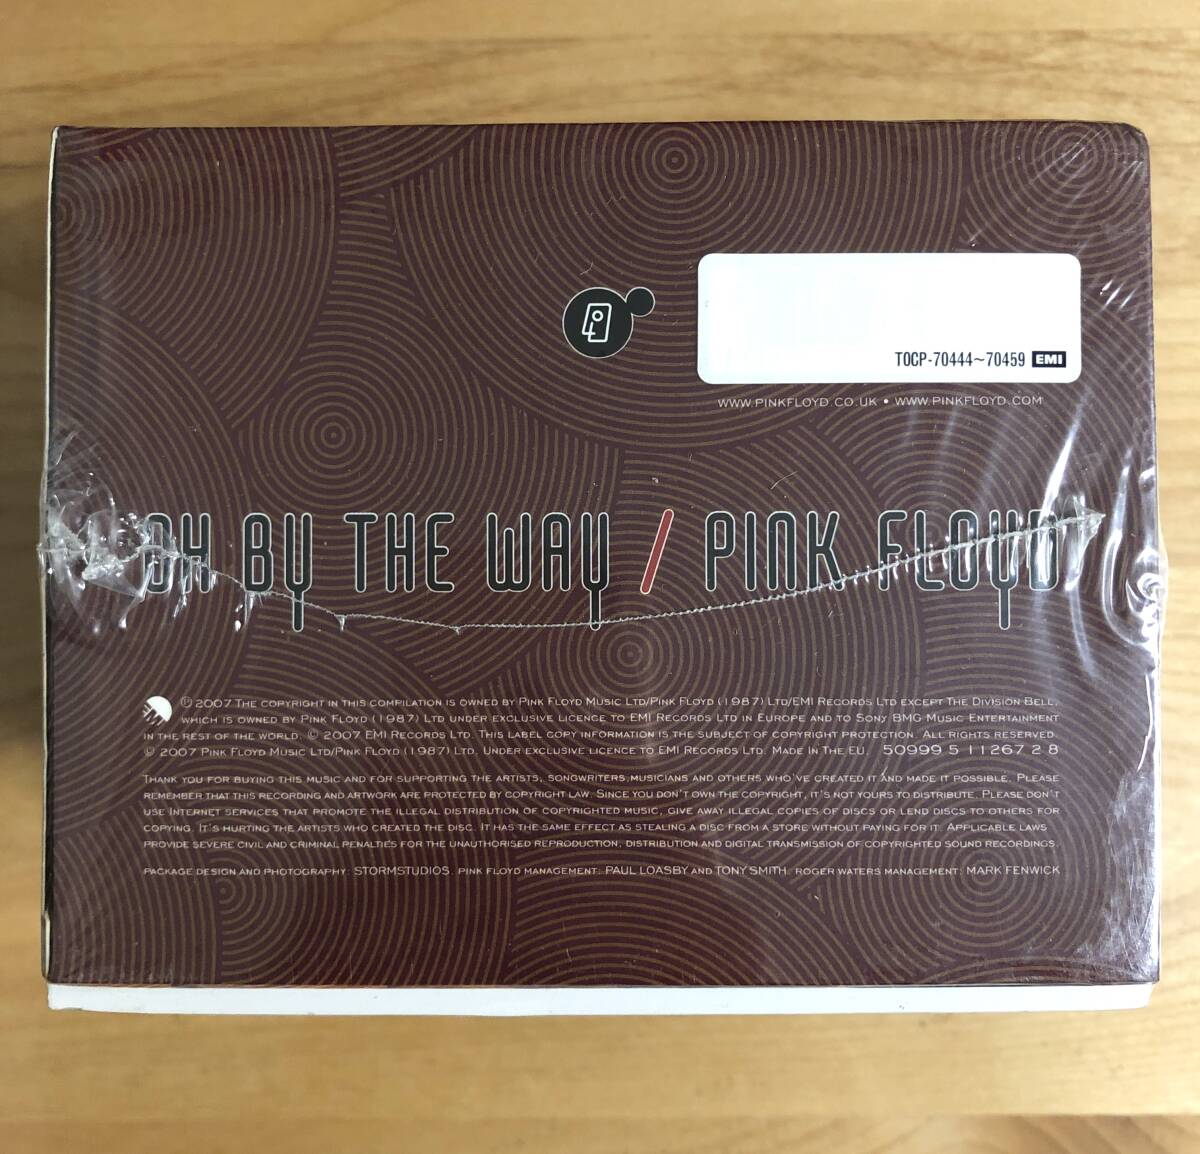 TOCP-70444~70459 EMI
WWW.PINKFLOYD.CO.UK • WWW.PINKFLOYD.COM
OH BY THE WAY / PINK FLOYD
℗ 2007 THE COPYRIGHT IN THIS COMPILATION IS OWNED BY PINK FLOYD MUSIC LTD/PINK FLOYD (1987) LTD/EMI RECORDS LTD EXCEPT THE DIVISION BELL,
WHICH IS OWNED BY PINK FLOYD (1987) LTD UNDER EXCLUSIVE LICENCE TO EMI RECORDS LTD IN EUROPE AND TO SONY BMG MUSIC ENTERTAINMENT
IN THE REST OF THE WORLD. © 2007 EMI RECORDS LTD. THIS LABEL COPY INFORMATION IS THE SUBJECT OF COPYRIGHT PROTECTION. ALL RIGHTS RESERVED.
© 2007 PINK FLOYD MUSIC LTD/PINK FLOYD (1987) LTD. UNDER EXCLUSIVE LICENCE TO EMI RECORDS LTD. MADE IN THE EU. 50999 5 11267 2 8
THANK YOU FOR BUYING THIS MUSIC AND FOR SUPPORTING THE ARTISTS, SONGWRITERS, MUSICIANS AND OTHERS WHO'VE CREATED IT AND MADE IT POSSIBLE. PLEASE
REMEMBER THAT THIS RECORDING AND ARTWORK ARE PROTECTED BY COPYRIGHT LAW. SINCE YOU DON'T OWN THE COPYRIGHT, IT'S NOT YOURS TO DISTRIBUTE. PLEASE DON'T
USE INTERNET SERVICES THAT PROMOTE THE ILLEGAL DISTRIBUTION OF COPYRIGHTED MUSIC, GIVE AWAY ILLEGAL COPIES OF DISCS OR LEND DISCS TO OTHERS FOR
COPYING. IT'S HURTING THE ARTISTS WHO CREATED THE DISC. IT HAS THE SAME EFFECT AS STEALING A DISC FROM A STORE WITHOUT PAYING FOR IT. APPLICABLE LAWS
PROVIDE SEVERE CIVIL AND CRIMINAL PENALTIES FOR THE UNAUTHORISED REPRODUCTION, DISTRIBUTION AND DIGITAL TRANSMISSION OF COPYRIGHTED SOUND RECORDINGS.
PACKAGE DESIGN AND PHOTOGRAPHY: STORMSTUDIOS. PINK FLOYD MANAGEMENT: PAUL LOASBY AND TONY SMITH. ROGER WATERS MANAGEMENT: MARK FENWICK